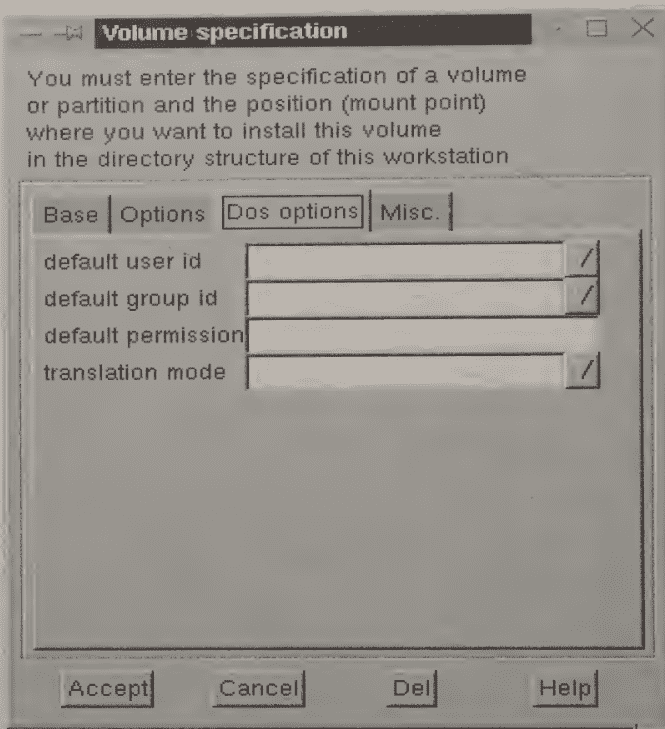 Volume specification
You must enter the specification of a volume
or partition and the position (mount point)
where you want to install this volume
in the directory structure of this workstation
Base Options Dos options Misc.
default user id
default group id
default permission
translation mode
Accept Cancel Del Help